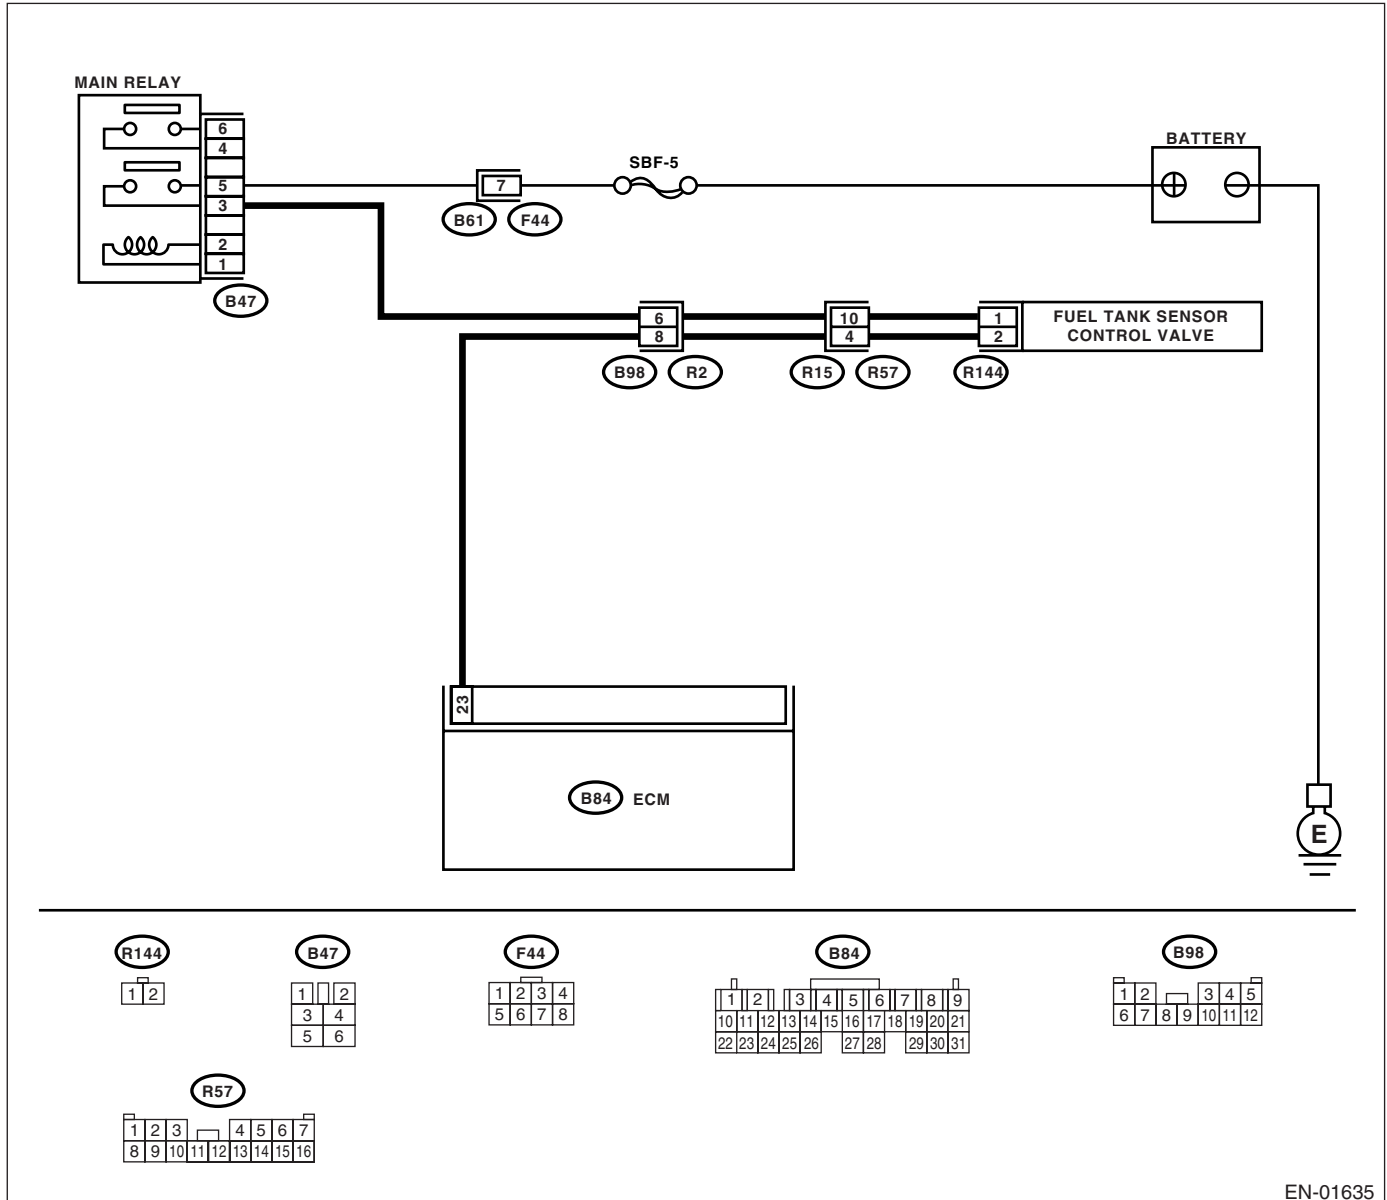 MAIN RELAY
6
4
5
3
2
1
B47
7
B61 F44
SBF-5
BATTERY
6 10 1
8 4 2
FUEL TANK SENSOR
CONTROL VALVE
B98 R2 R15 R57 R144
23
B84 ECM
E
R144
1 2
B47
1 2
3 4
5 6
F44
1 2 3 4
5 6 7 8
B84
1 2 3 4 5 6 7 8 9
10 11 12 13 14 15 16 17 18 19 20 21
22 23 24 25 26 27 28 29 30 31
B98
1 2 3 4 5
6 7 8 9 10 11 12
R57
1 2 3 4 5 6 7
8 9 10 11 12 13 14 15 16
EN-01635